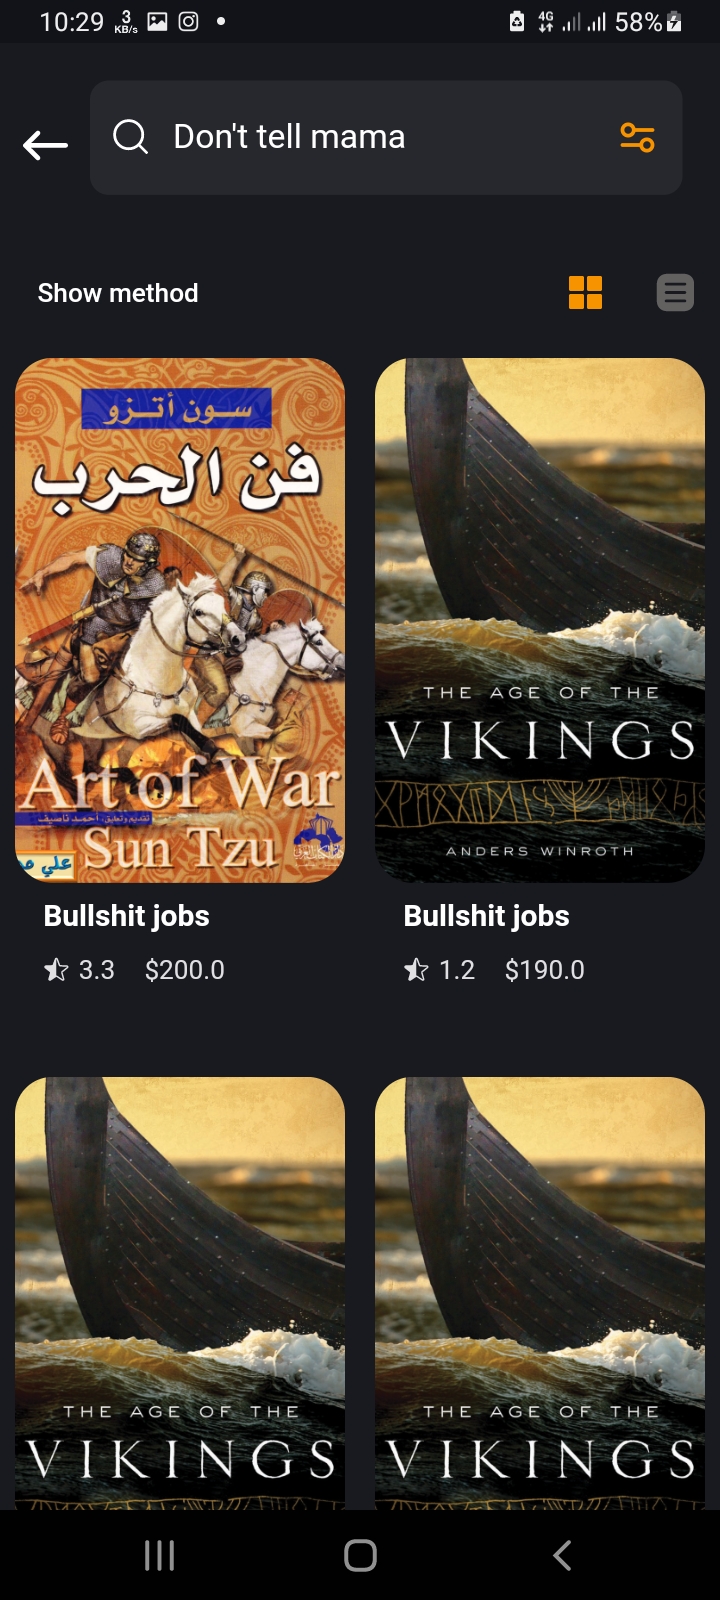 10:29 3 KB/s 4G 58%
Don't tell mama
Show method
سون أتزو
فن الحرب
Art of War
تقديم وتعليق: أحمد ناصيف
Sun Tzu
علي
THE AGE OF THE
VIKINGS
ANDERS WINROTH
Bullshit jobs
3.3 $200.0
Bullshit jobs
1.2 $190.0
THE AGE OF THE
VIKINGS
THE AGE OF THE
VIKINGS